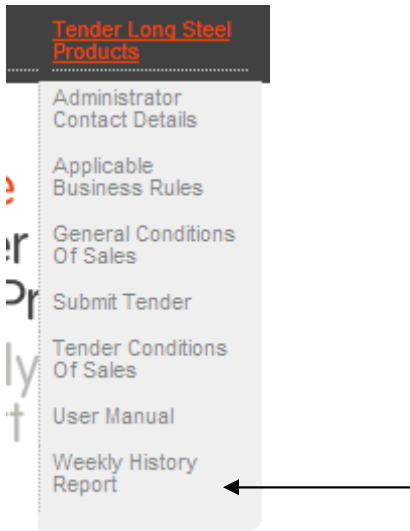 Tender Long Steel
Products
Administrator
Contact Details
Applicable
Business Rules
General Conditions
Of Sales
Submit Tender
Tender Conditions
Of Sales
User Manual
Weekly History
Report